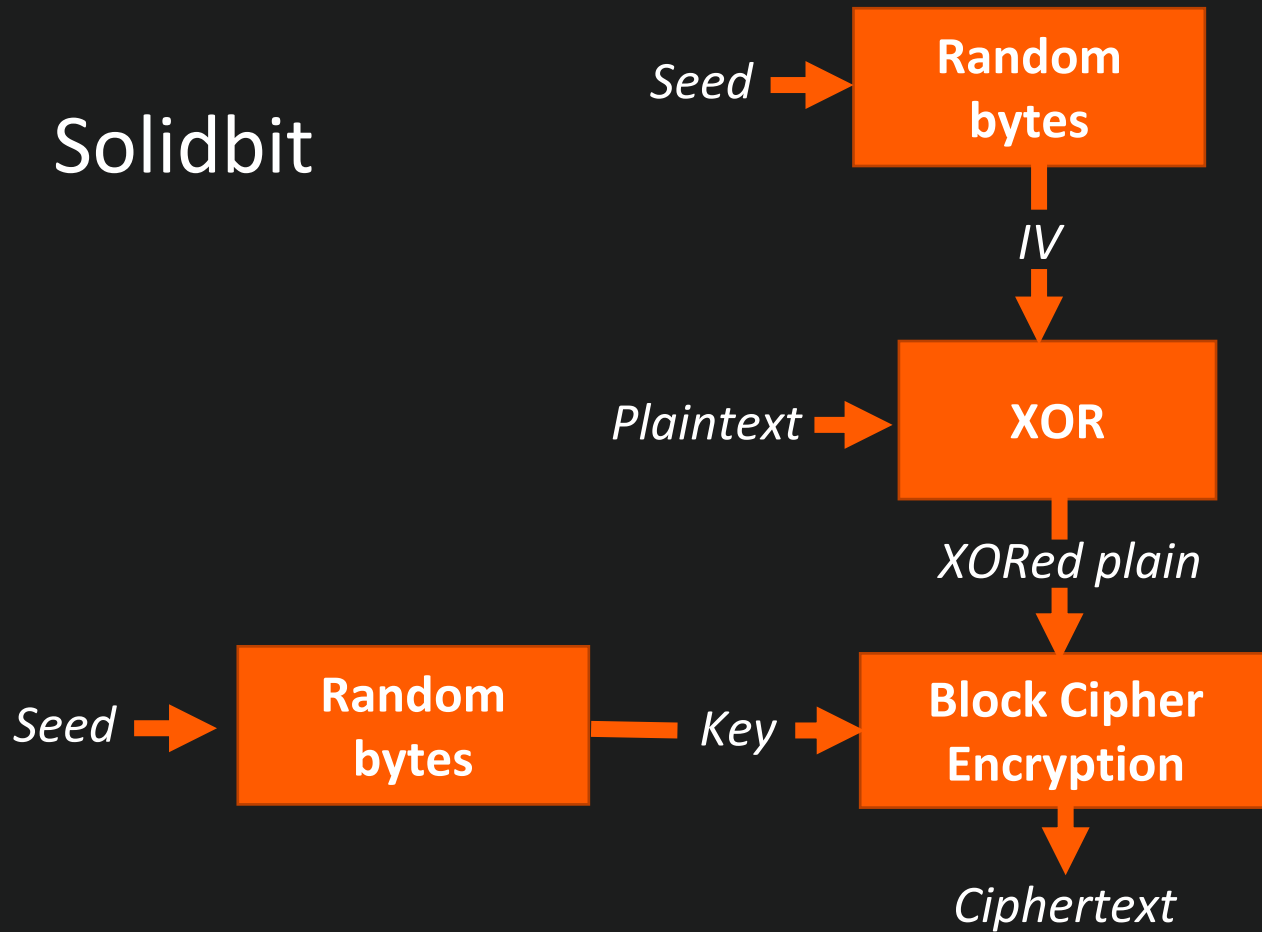 Solidbit
Seed
Random
bytes
IV
Plaintext
XOR
XORed plain
Seed
Random
bytes
Key
Block Cipher
Encryption
Ciphertext